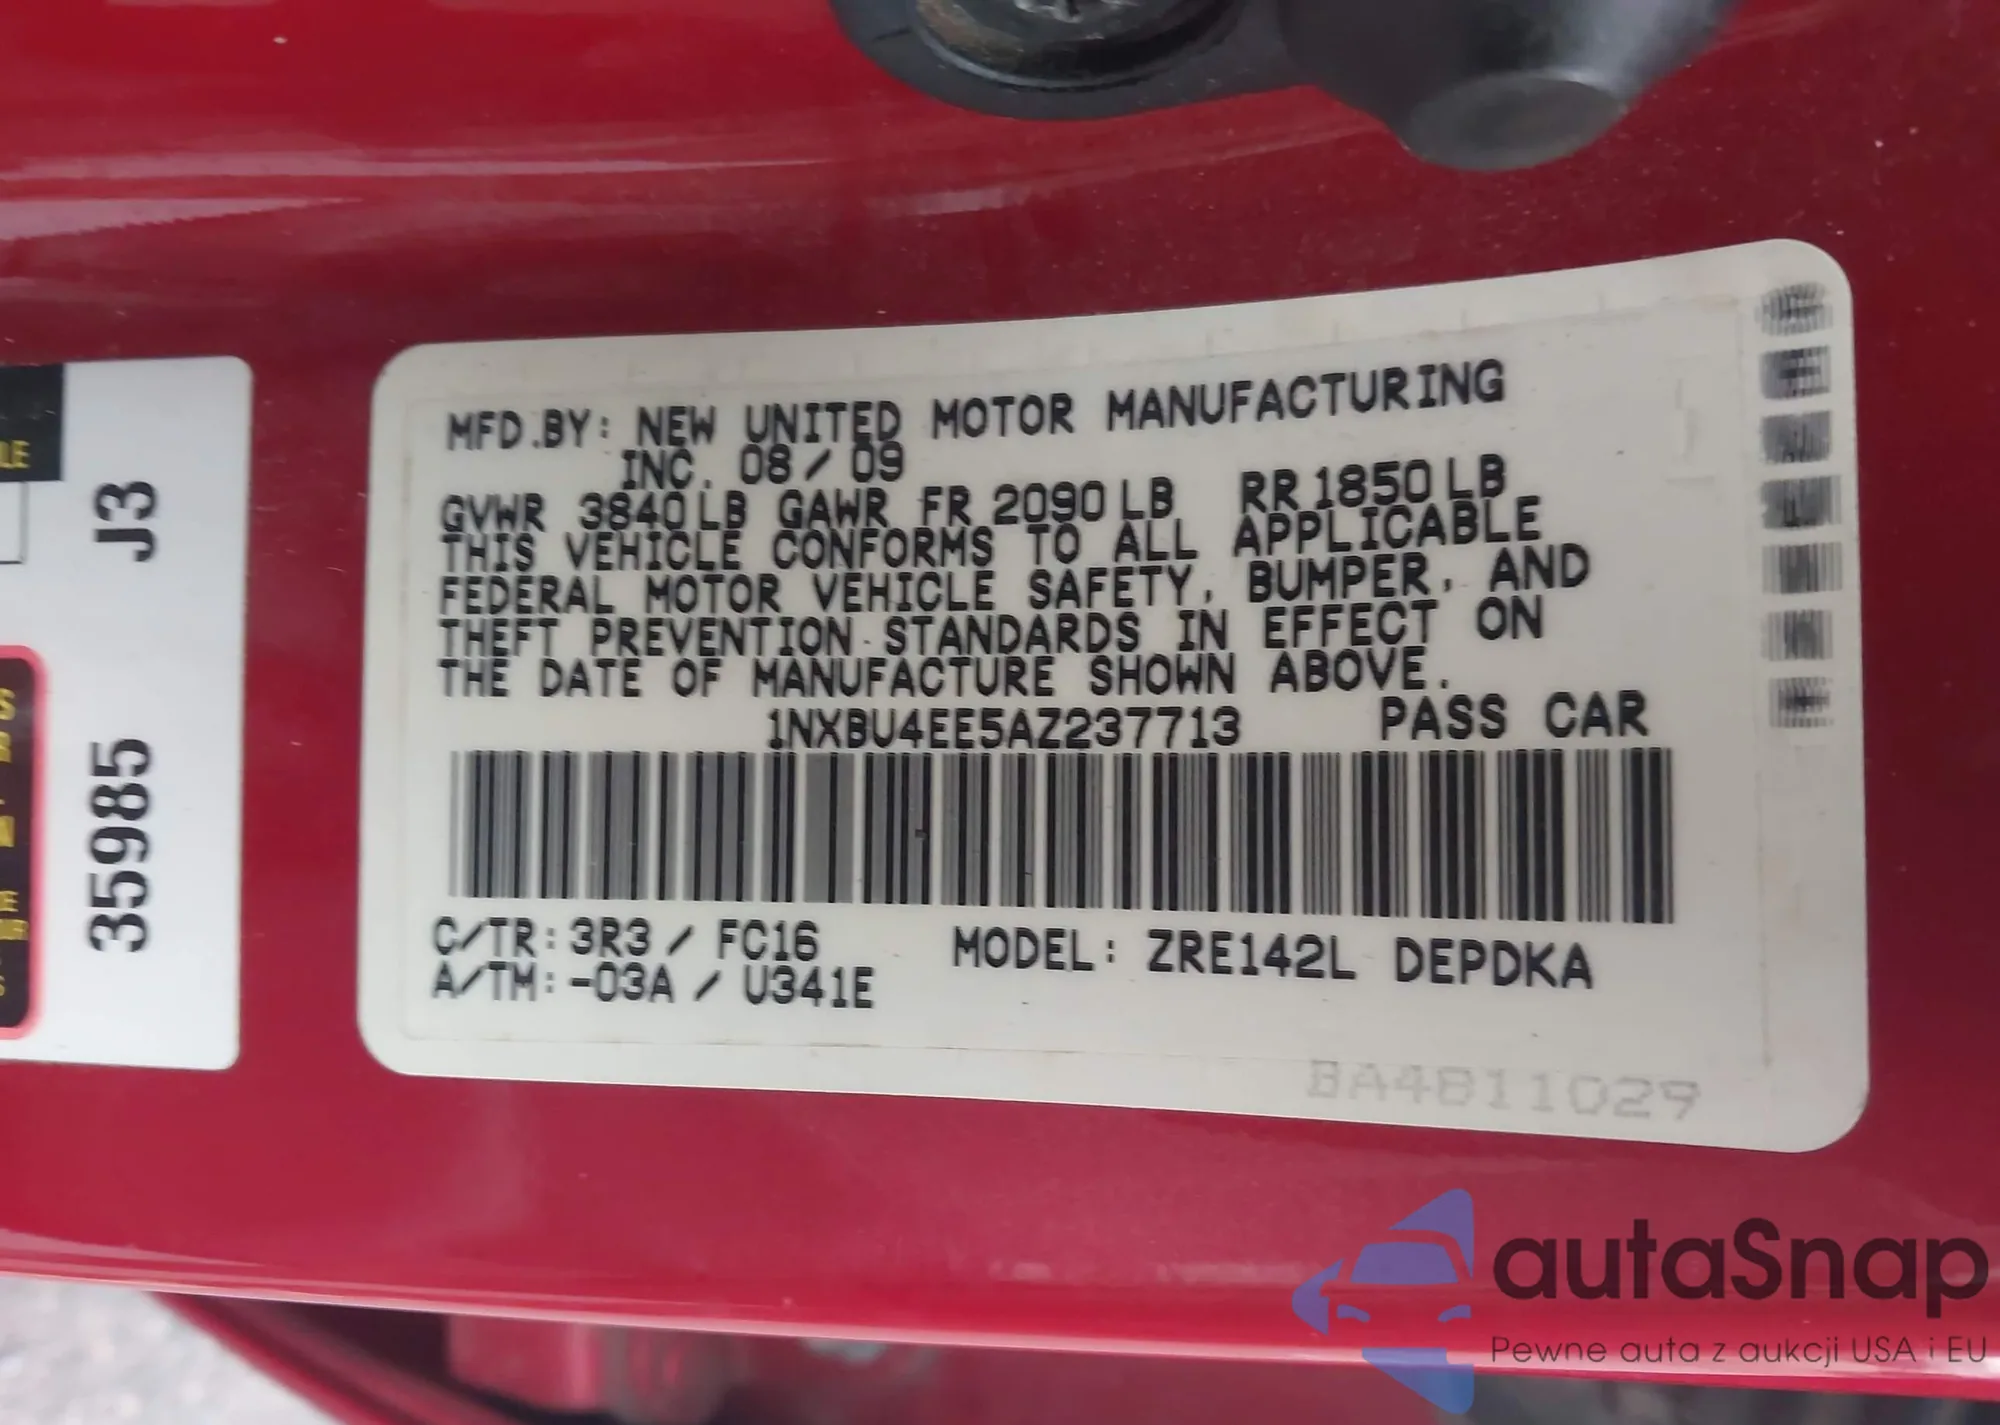 LE
J3
35985
MFD.BY: NEW UNITED MOTOR MANUFACTURING
INC. 08/09
GVWR 3840LB GAWR FR 2090LB RR1850LB
THIS VEHICLE CONFORMS TO ALL APPLICABLE
FEDERAL MOTOR VEHICLE SAFETY, BUMPER, AND
THEFT PREVENTION STANDARDS IN EFFECT ON
THE DATE OF MANUFACTURE SHOWN ABOVE.
1NXBU4EE5AZ237713 PASS CAR
C/TR: 3R3 / FC16 MODEL: ZRE142L DEPDKA
A/TM: -03A / U341E
BA4811029
autaSnap
Pewne auta z aukcji USA i EU